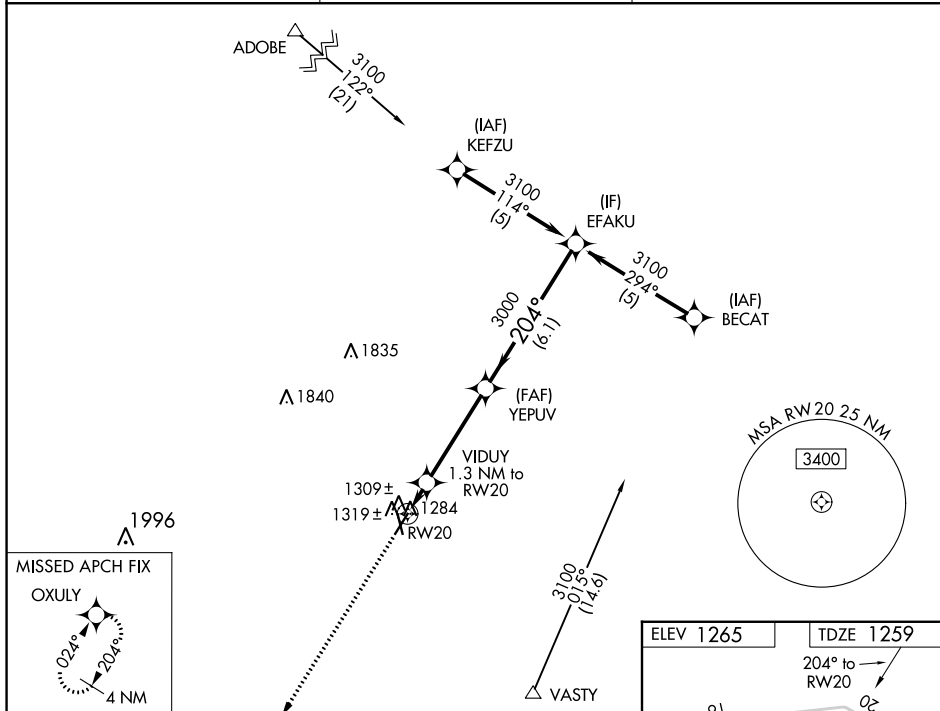 ADOBE
3100
122°
(21)
(IAF)
KEFZU
3100
114°
(5)
(IF)
EFAKU
3100
294°
(5)
(IAF)
BECAT
3000
204°
(6.1)
1835
1840
(FAF)
YEPUV
MSA RW20 25 NM
3400
VIDUY
1.3 NM to
RW20
1309±
1319±
1284
RW20
1996
MISSED APCH FIX
OXULY
024°
204°
4 NM
3100
015°
(14.6)
VASTY
ELEV 1265
TDZE 1259
204° to
RW20
20